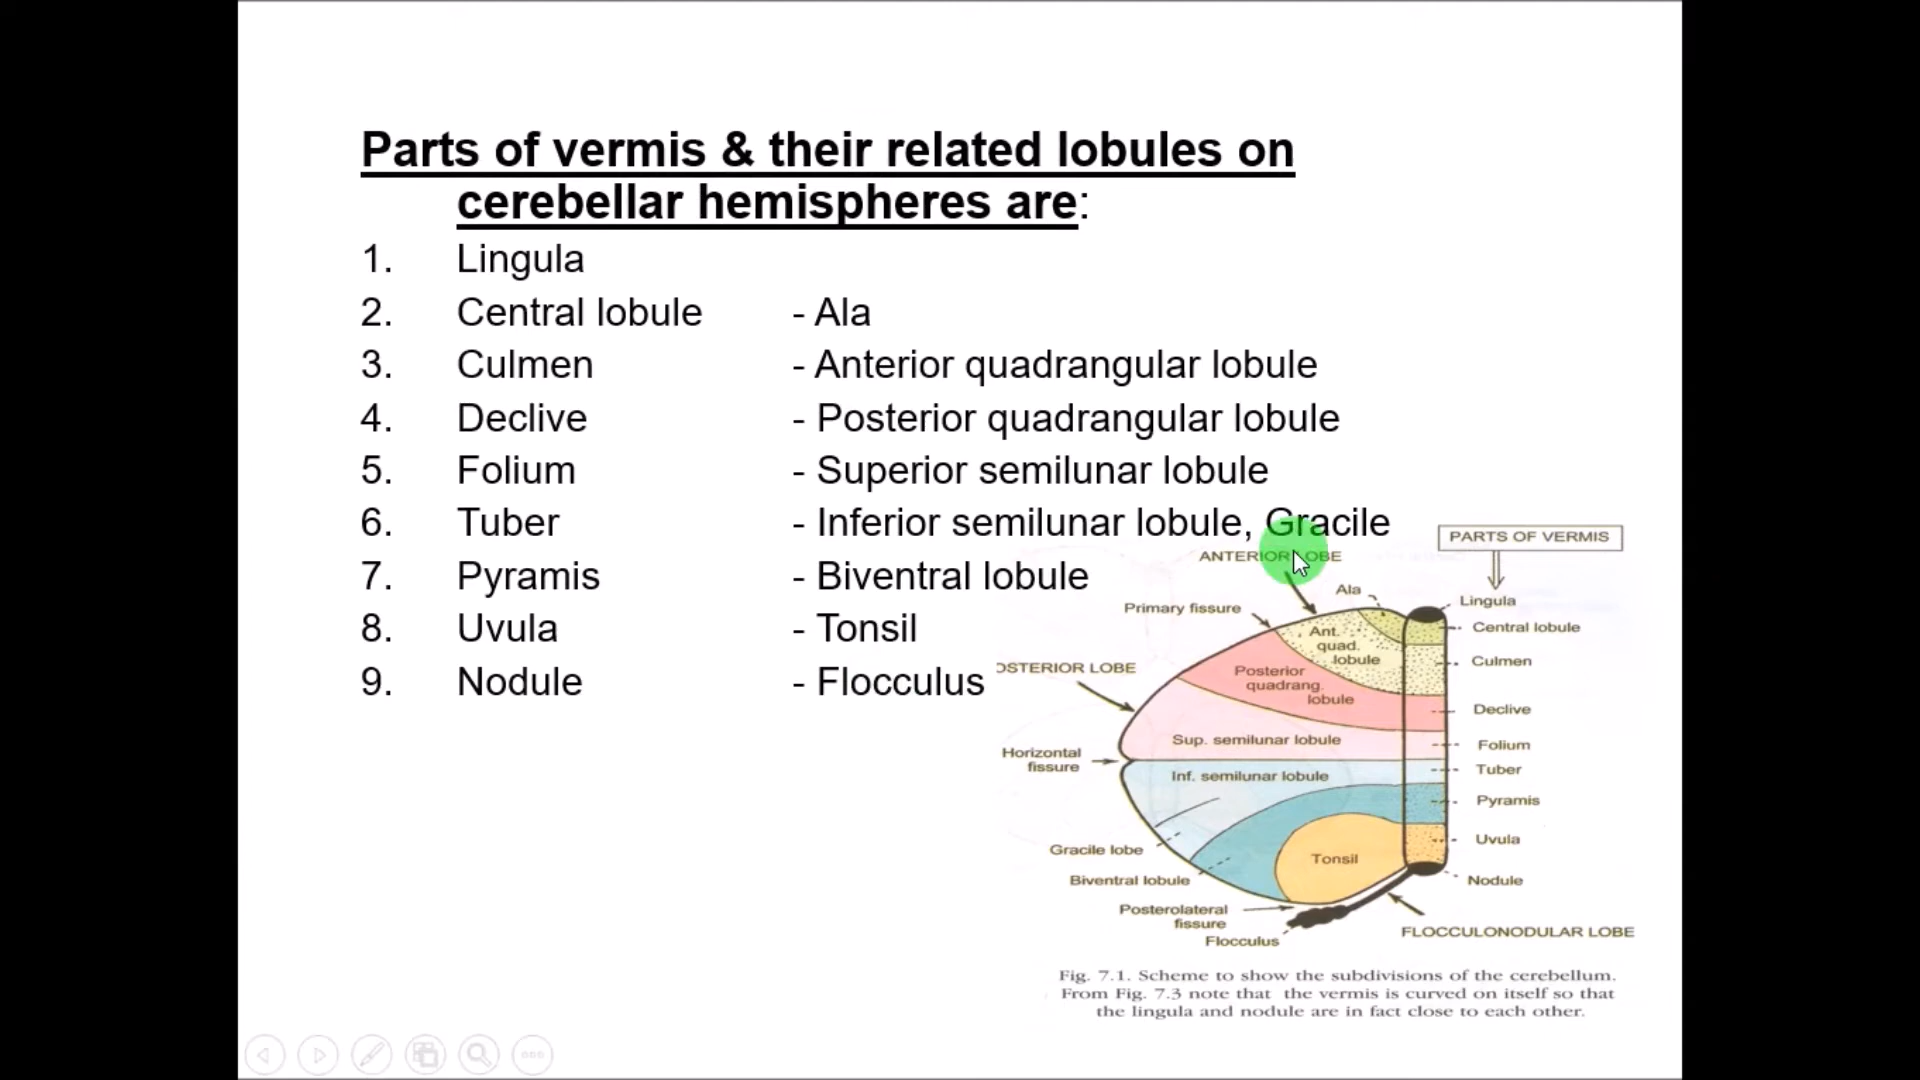 Parts of vermis & their related lobules on
cerebellar hemispheres are:
1. Lingula
2. Central lobule - Ala
3. Culmen - Anterior quadrangular lobule
4. Declive - Posterior quadrangular lobule
5. Folium - Superior semilunar lobule
6. Tuber - Inferior semilunar lobule, Gracile
7. Pyramis - Biventral lobule
8. Uvula - Tonsil
9. Nodule - Flocculus
PARTS OF VERMIS
ANTERIOR LOBE
Ala
Lingula
Primary fissure
Central lobule
Ant.
quad.
lobule
Culmen
OSTERIOR LOBE
Posterior
quadrang.
lobule
Declive
Sup. semilunar lobule
Folium
Horizontal
fissure
Tuber
Inf. semilunar lobule
Pyramis
Uvula
Gracile lobe
Tonsil
Biventral lobule
Nodule
Posterolateral
fissure
Flocculus
FLOCCULONODULAR LOBE
Fig. 7.1. Scheme to show the subdivisions of the cerebellum.
From Fig. 7.3 note that the vermis is curved on itself so that
the lingula and nodule are in fact close to each other.